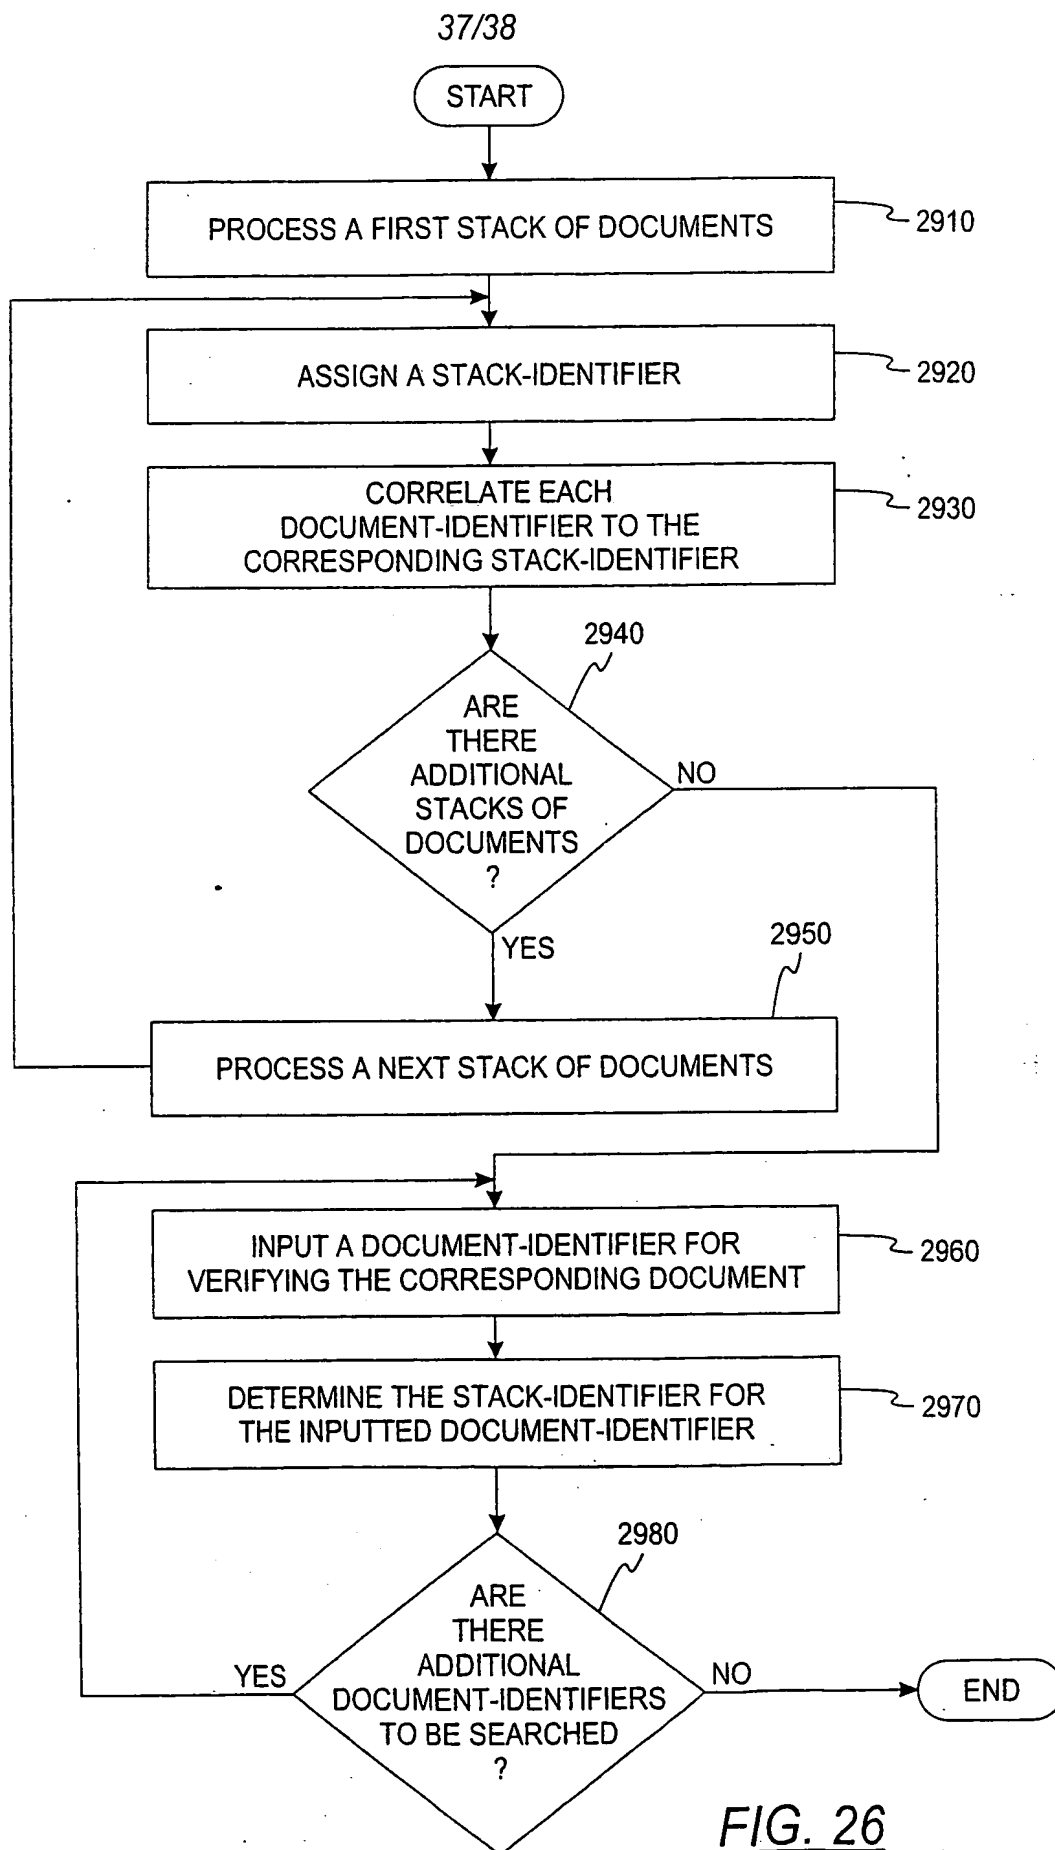 37/38
START
PROCESS A FIRST STACK OF DOCUMENTS
2910
ASSIGN A STACK-IDENTIFIER
2920
CORRELATE EACH
DOCUMENT-IDENTIFIER TO THE
CORRESPONDING STACK-IDENTIFIER
2930
2940
ARE
THERE
ADDITIONAL
STACKS OF
DOCUMENTS
?
NO
YES
2950
PROCESS A NEXT STACK OF DOCUMENTS
INPUT A DOCUMENT-IDENTIFIER FOR
VERIFYING THE CORRESPONDING DOCUMENT
2960
DETERMINE THE STACK-IDENTIFIER FOR
THE INPUTTED DOCUMENT-IDENTIFIER
2970
2980
ARE
THERE
ADDITIONAL
DOCUMENT-IDENTIFIERS
TO BE SEARCHED
?
YES
NO
END
FIG. 26